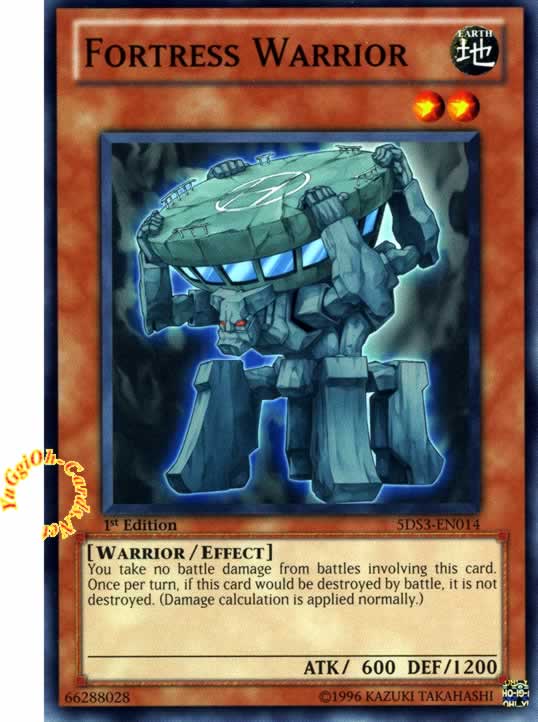 FORTRESS WARRIOR
EARTH
地
1st Edition
5DS3-EN014
YuGgiOh-Cards.Net
[WARRIOR / EFFECT]
You take no battle damage from battles involving this card.
Once per turn, if this card would be destroyed by battle, it is not
destroyed. (Damage calculation is applied normally.)
ATK/ 600 DEF/1200
66288028
©1996 KAZUKI TAKAHASHI